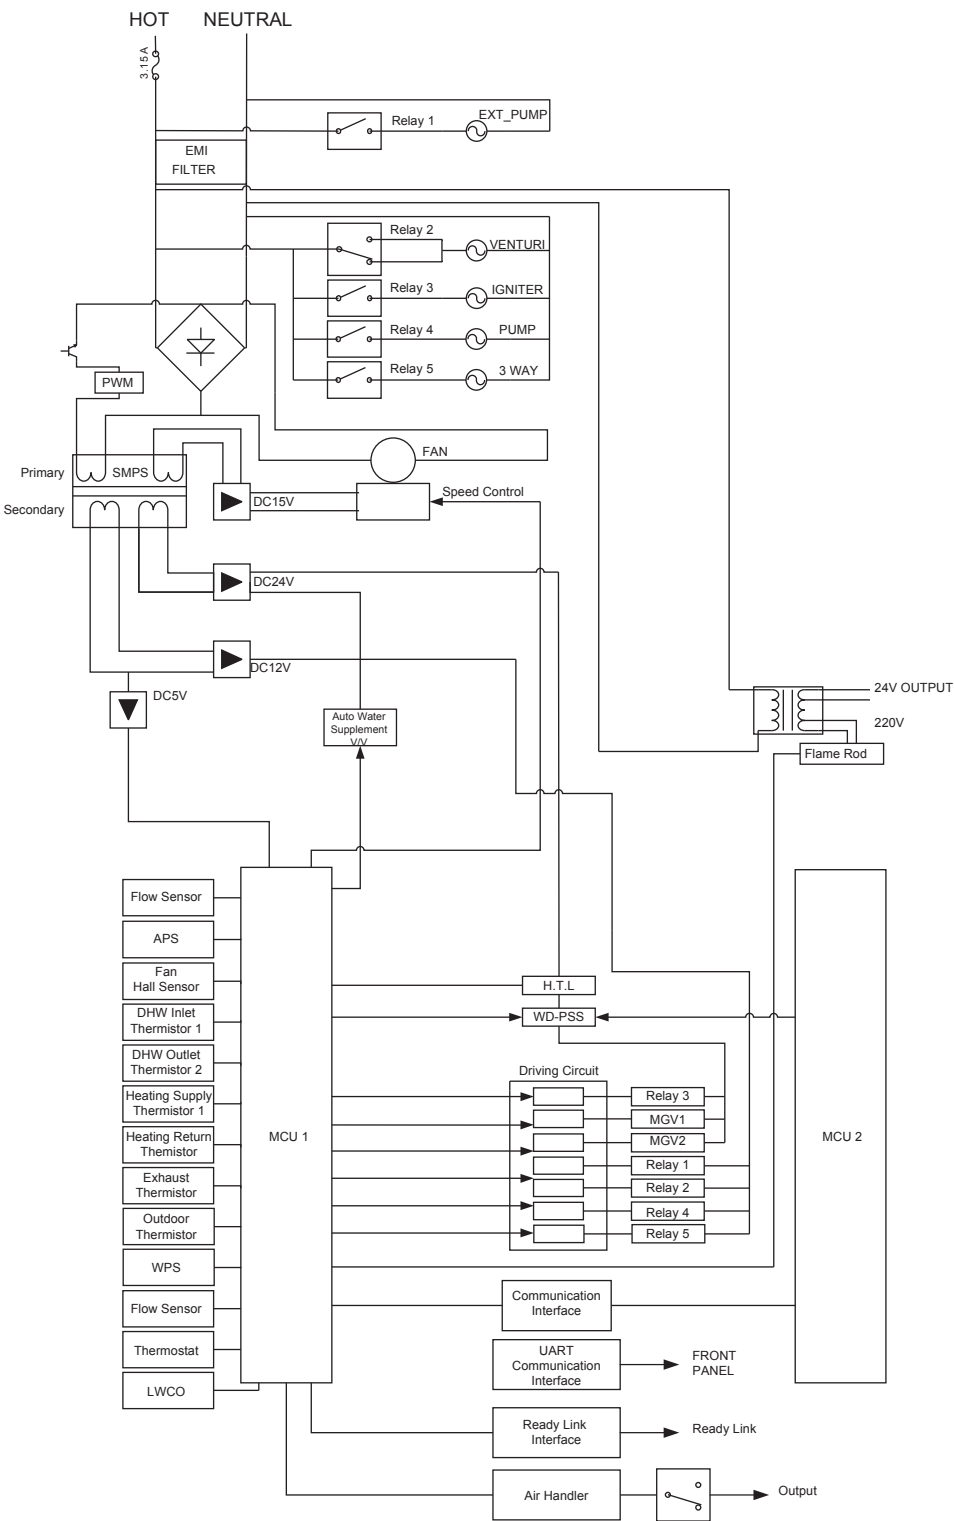 HOT
NEUTRAL
3.15A
Relay 1
EXT_PUMP
EMI
FILTER
Relay 2
VENTURI
Relay 3
IGNITER
Relay 4
PUMP
Relay 5
3 WAY
PWM
FAN
Primary
SMPS
Speed Control
Secondary
DC15V
DC24V
DC12V
DC5V
24V OUTPUT
220V
Flame Rod
Auto Water
Supplement
V/V
Flow Sensor
APS
Fan
Hall Sensor
DHW Inlet
Thermistor 1
DHW Outlet
Thermistor 2
Heating Supply
Thermistor 1
Heating Return
Themistor
Exhaust
Thermistor
Outdoor
Thermistor
WPS
Flow Sensor
Thermostat
LWCO
MCU 1
H.T.L
WD-PSS
Driving Circuit
Relay 3
MGV1
MGV2
Relay 1
Relay 2
Relay 4
Relay 5
MCU 2
Communication
Interface
UART
Communication
Interface
FRONT
PANEL
Ready Link
Interface
Ready Link
Air Handler
Output